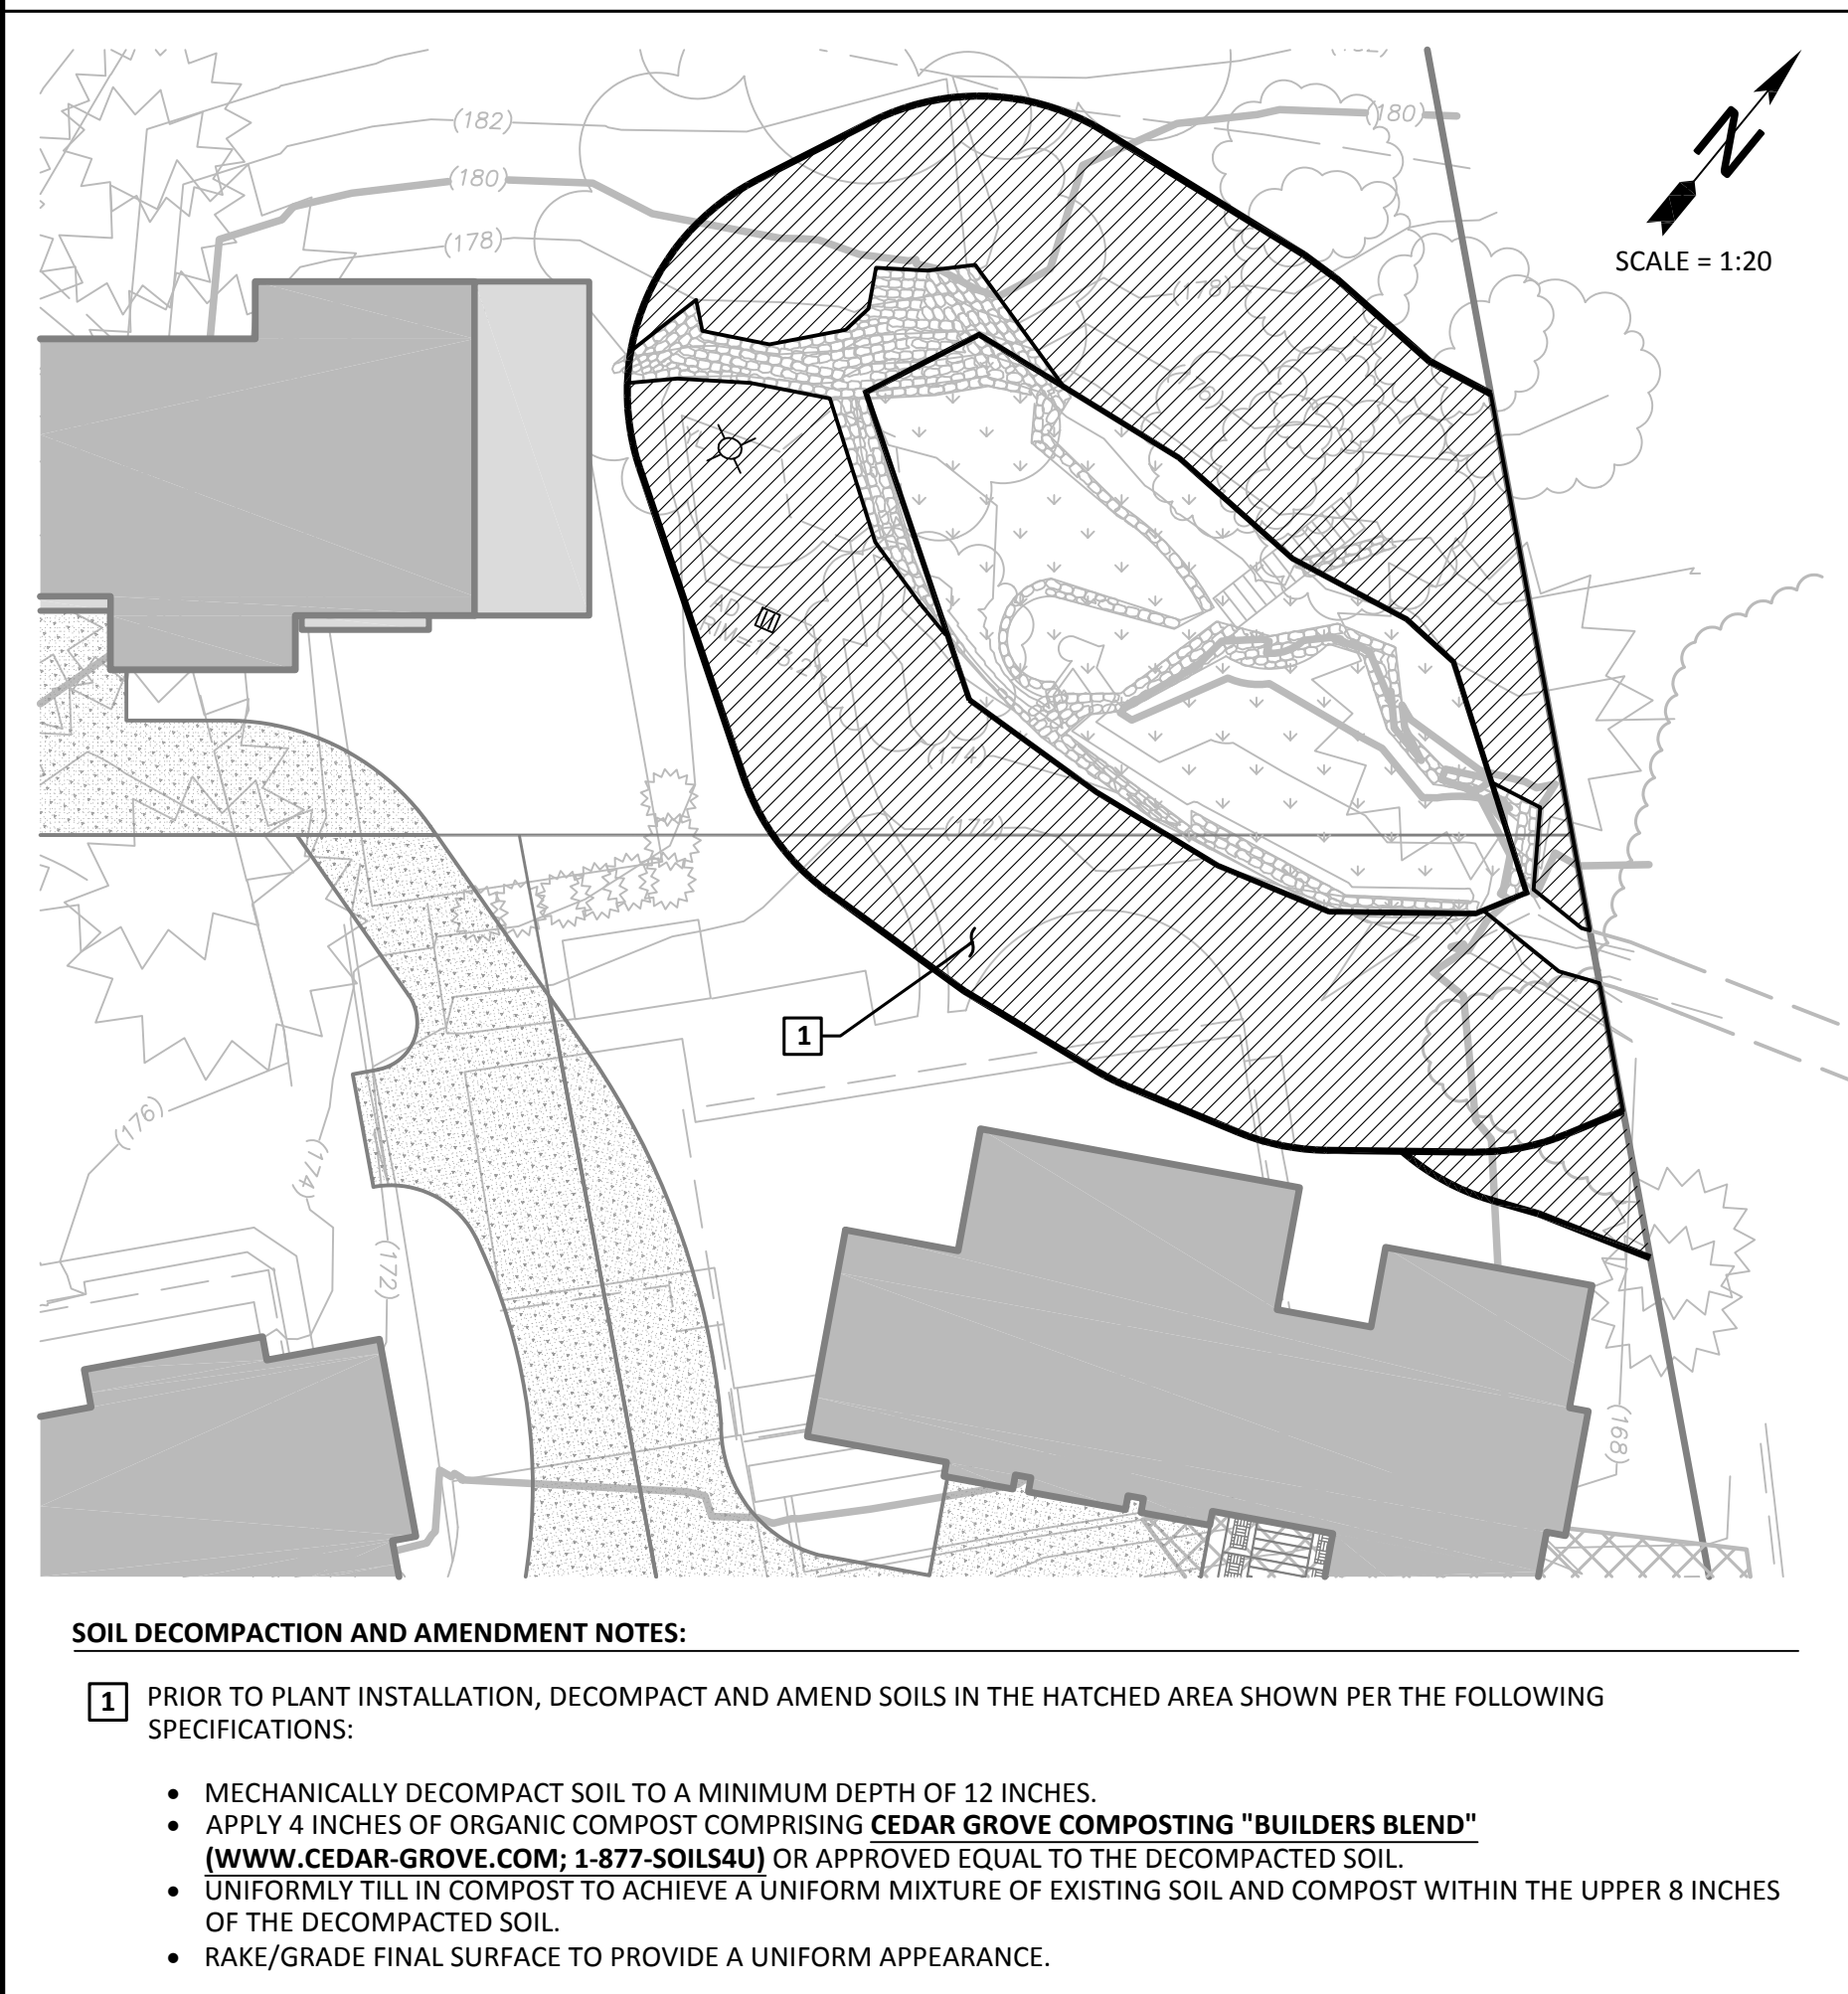 (182)
(180)
N
(182)
(180)
(178)
SCALE = 1:20
(178)
(176)
AD
(174)
(172)
1
(176)
(174)
(172)
(168)
SOIL DECOMPACTION AND AMENDMENT NOTES:
1 PRIOR TO PLANT INSTALLATION, DECOMPACT AND AMEND SOILS IN THE HATCHED AREA SHOWN PER THE FOLLOWING
SPECIFICATIONS:
• MECHANICALLY DECOMPACT SOIL TO A MINIMUM DEPTH OF 12 INCHES.
• APPLY 4 INCHES OF ORGANIC COMPOST COMPRISING CEDAR GROVE COMPOSTING "BUILDERS BLEND"
(WWW.CEDAR-GROVE.COM; 1-877-SOILS4U) OR APPROVED EQUAL TO THE DECOMPACTED SOIL.
• UNIFORMLY TILL IN COMPOST TO ACHIEVE A UNIFORM MIXTURE OF EXISTING SOIL AND COMPOST WITHIN THE UPPER 8 INCHES
OF THE DECOMPACTED SOIL.
• RAKE/GRADE FINAL SURFACE TO PROVIDE A UNIFORM APPEARANCE.